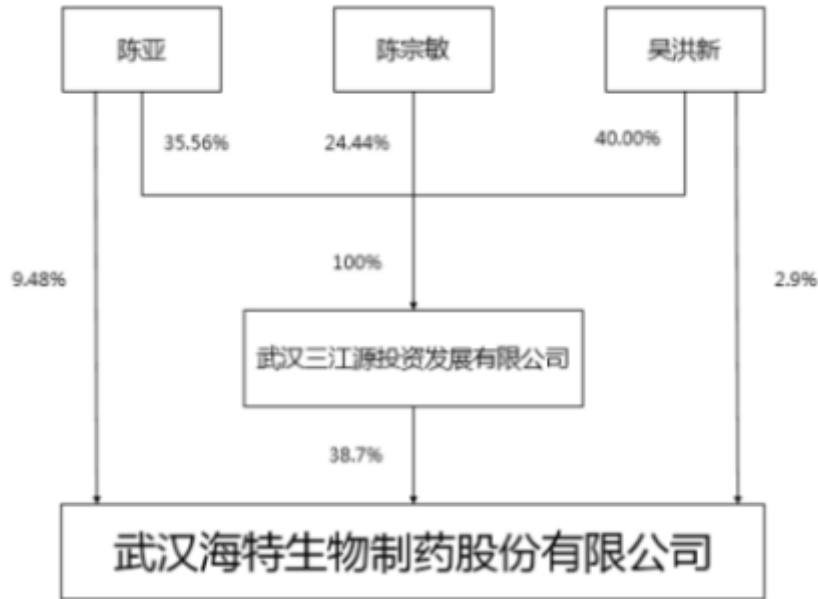 陈亚
陈宗敏
吴洪新
35.56%
24.44%
40.00%
100%
9.48%
2.9%
武汉三江源投资发展有限公司
38.7%
武汉海特生物制药股份有限公司